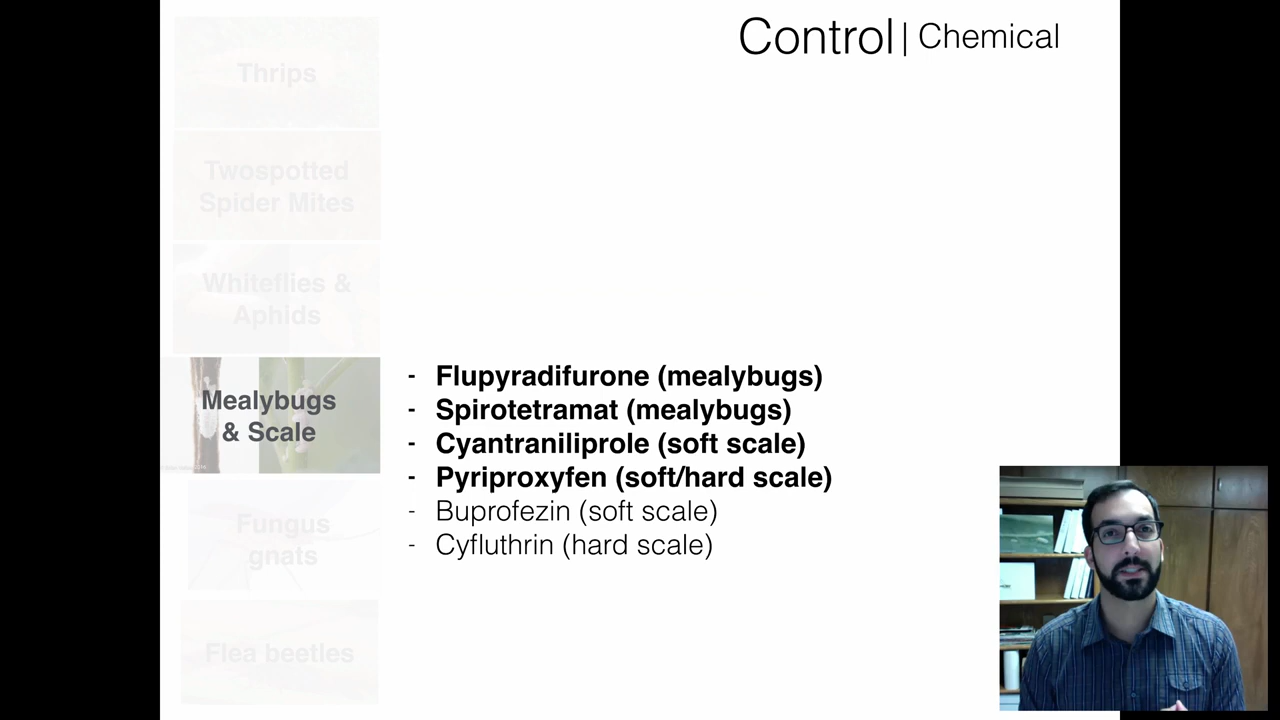 Control | Chemical
Thrips
Twospotted
Spider Mites
Whiteflies &
Aphids
Mealybugs
& Scale
- Flupyradifurone (mealybugs)
- Spirotetramat (mealybugs)
- Cyantraniliprole (soft scale)
- Pyriproxyfen (soft/hard scale)
- Buprofezin (soft scale)
- Cyfluthrin (hard scale)
Fungus
gnats
Flea beetles